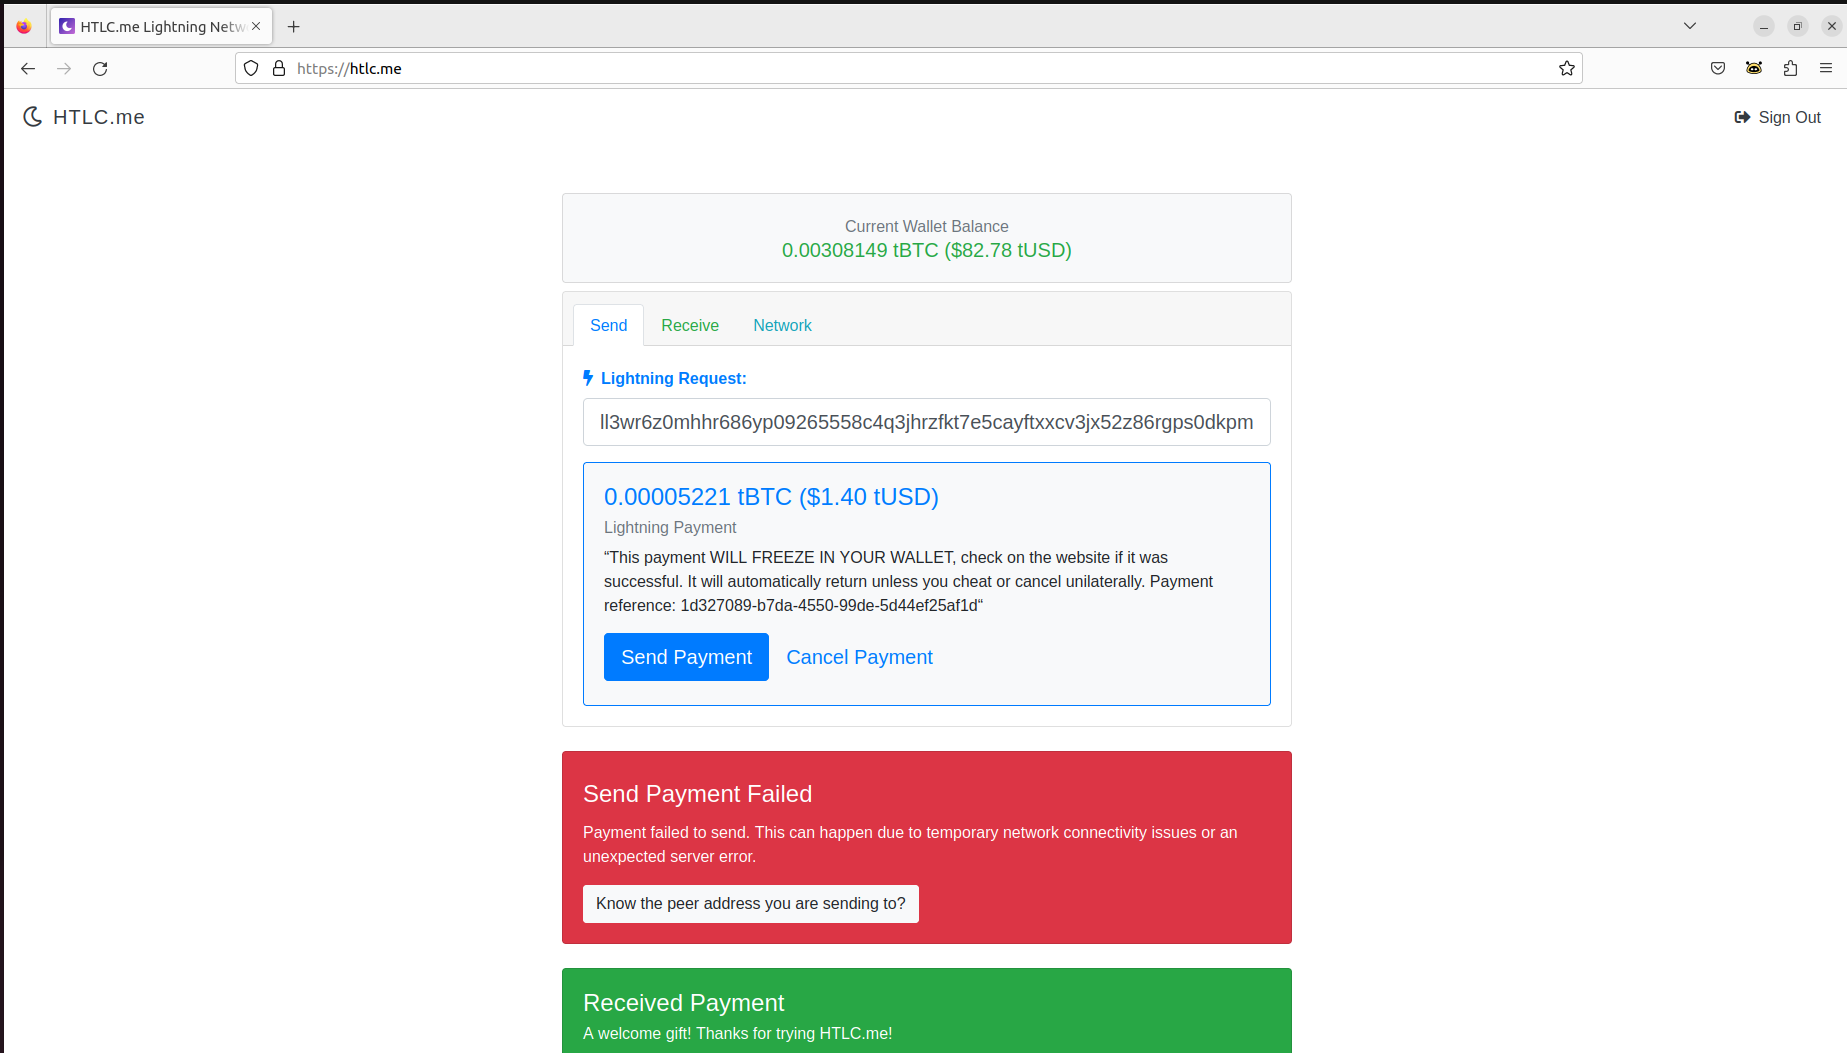 HTLC.me Lightning Netw
https://htlc.me
HTLC.me
Sign Out
Current Wallet Balance
0.00308149 tBTC ($82.78 tUSD)
Send
Receive
Network
Lightning Request:
ll3wr6z0mhhr686yp09265558c4q3jhrzfkt7e5cayftxxcv3jx52z86rgps0dkpm
0.00005221 tBTC ($1.40 tUSD)
Lightning Payment
“This payment WILL FREEZE IN YOUR WALLET, check on the website if it was
successful. It will automatically return unless you cheat or cancel unilaterally. Payment
reference: 1d327089-b7da-4550-99de-5d44ef25af1d“
Send Payment
Cancel Payment
Send Payment Failed
Payment failed to send. This can happen due to temporary network connectivity issues or an
unexpected server error.
Know the peer address you are sending to?
Received Payment
A welcome gift! Thanks for trying HTLC.me!